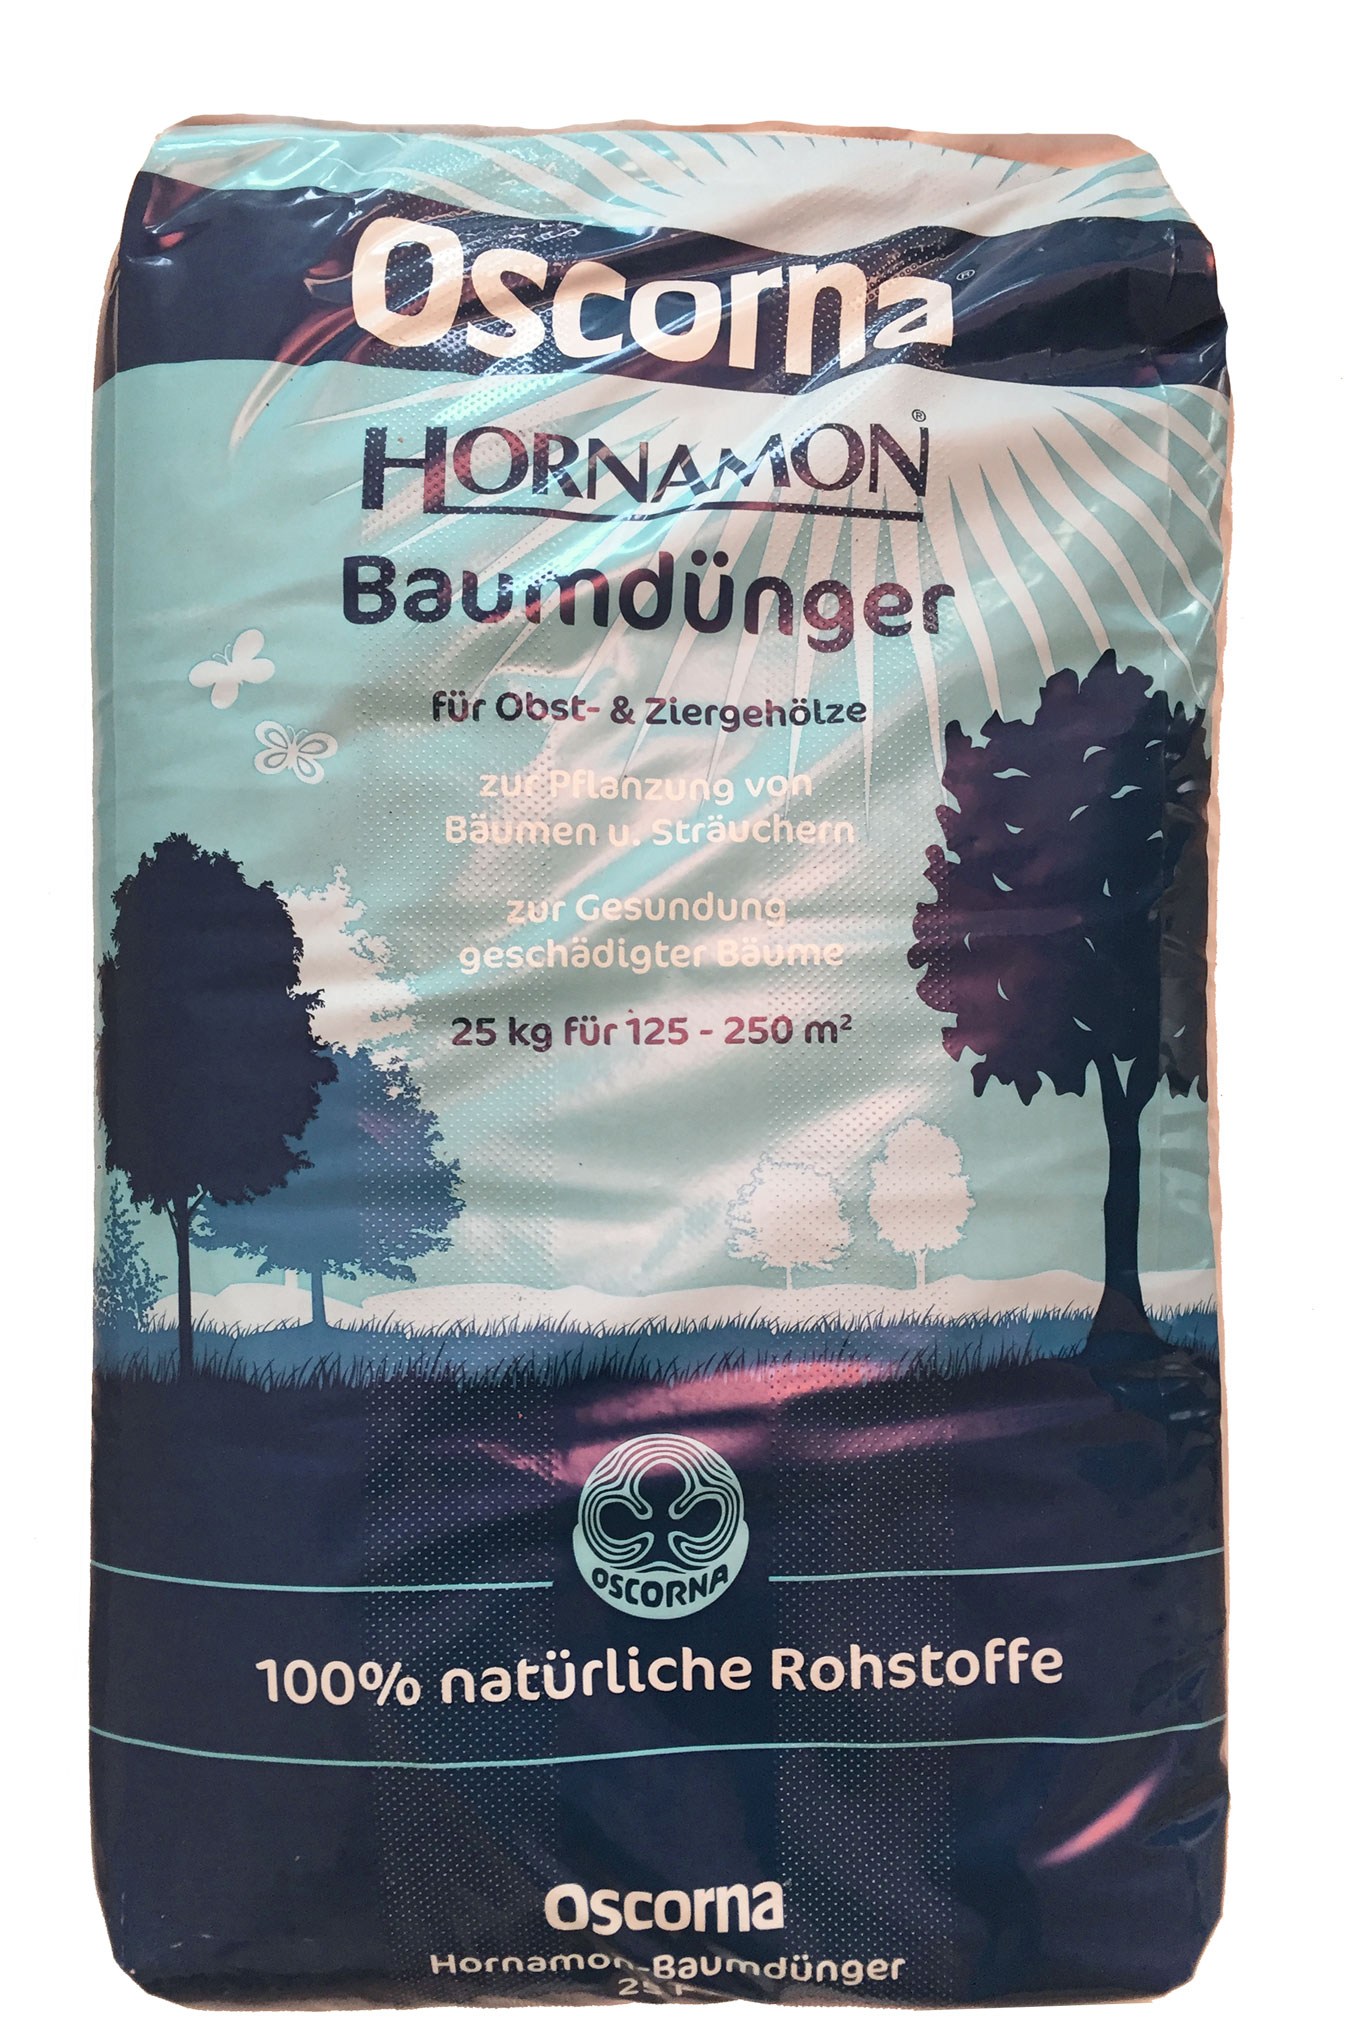 Oscorna®
HORNAMON®
Baumdünger
für Obst- & Ziergehölze
zur Pflanzung von
Bäumen u. Sträuchern
zur Gesundung
geschädigter Bäume
25 kg für 125 - 250 m²
OSCORNA
100% natürliche Rohstoffe
Oscorna
Hornamon-Baumdünger